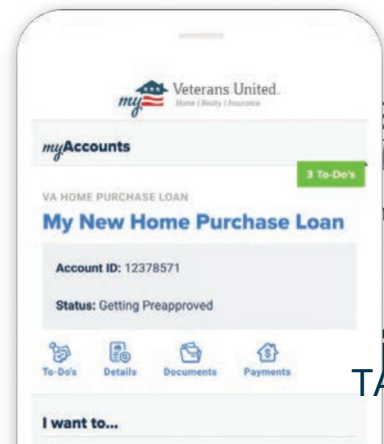 my Veterans United.
Home | Realty | Insurance
myAccounts
3 To-Do's
VA HOME PURCHASE LOAN
My New Home Purchase Loan
Account ID: 12378571
Status: Getting Preapproved
To-Do's Details Documents Payments
TA
I want to...